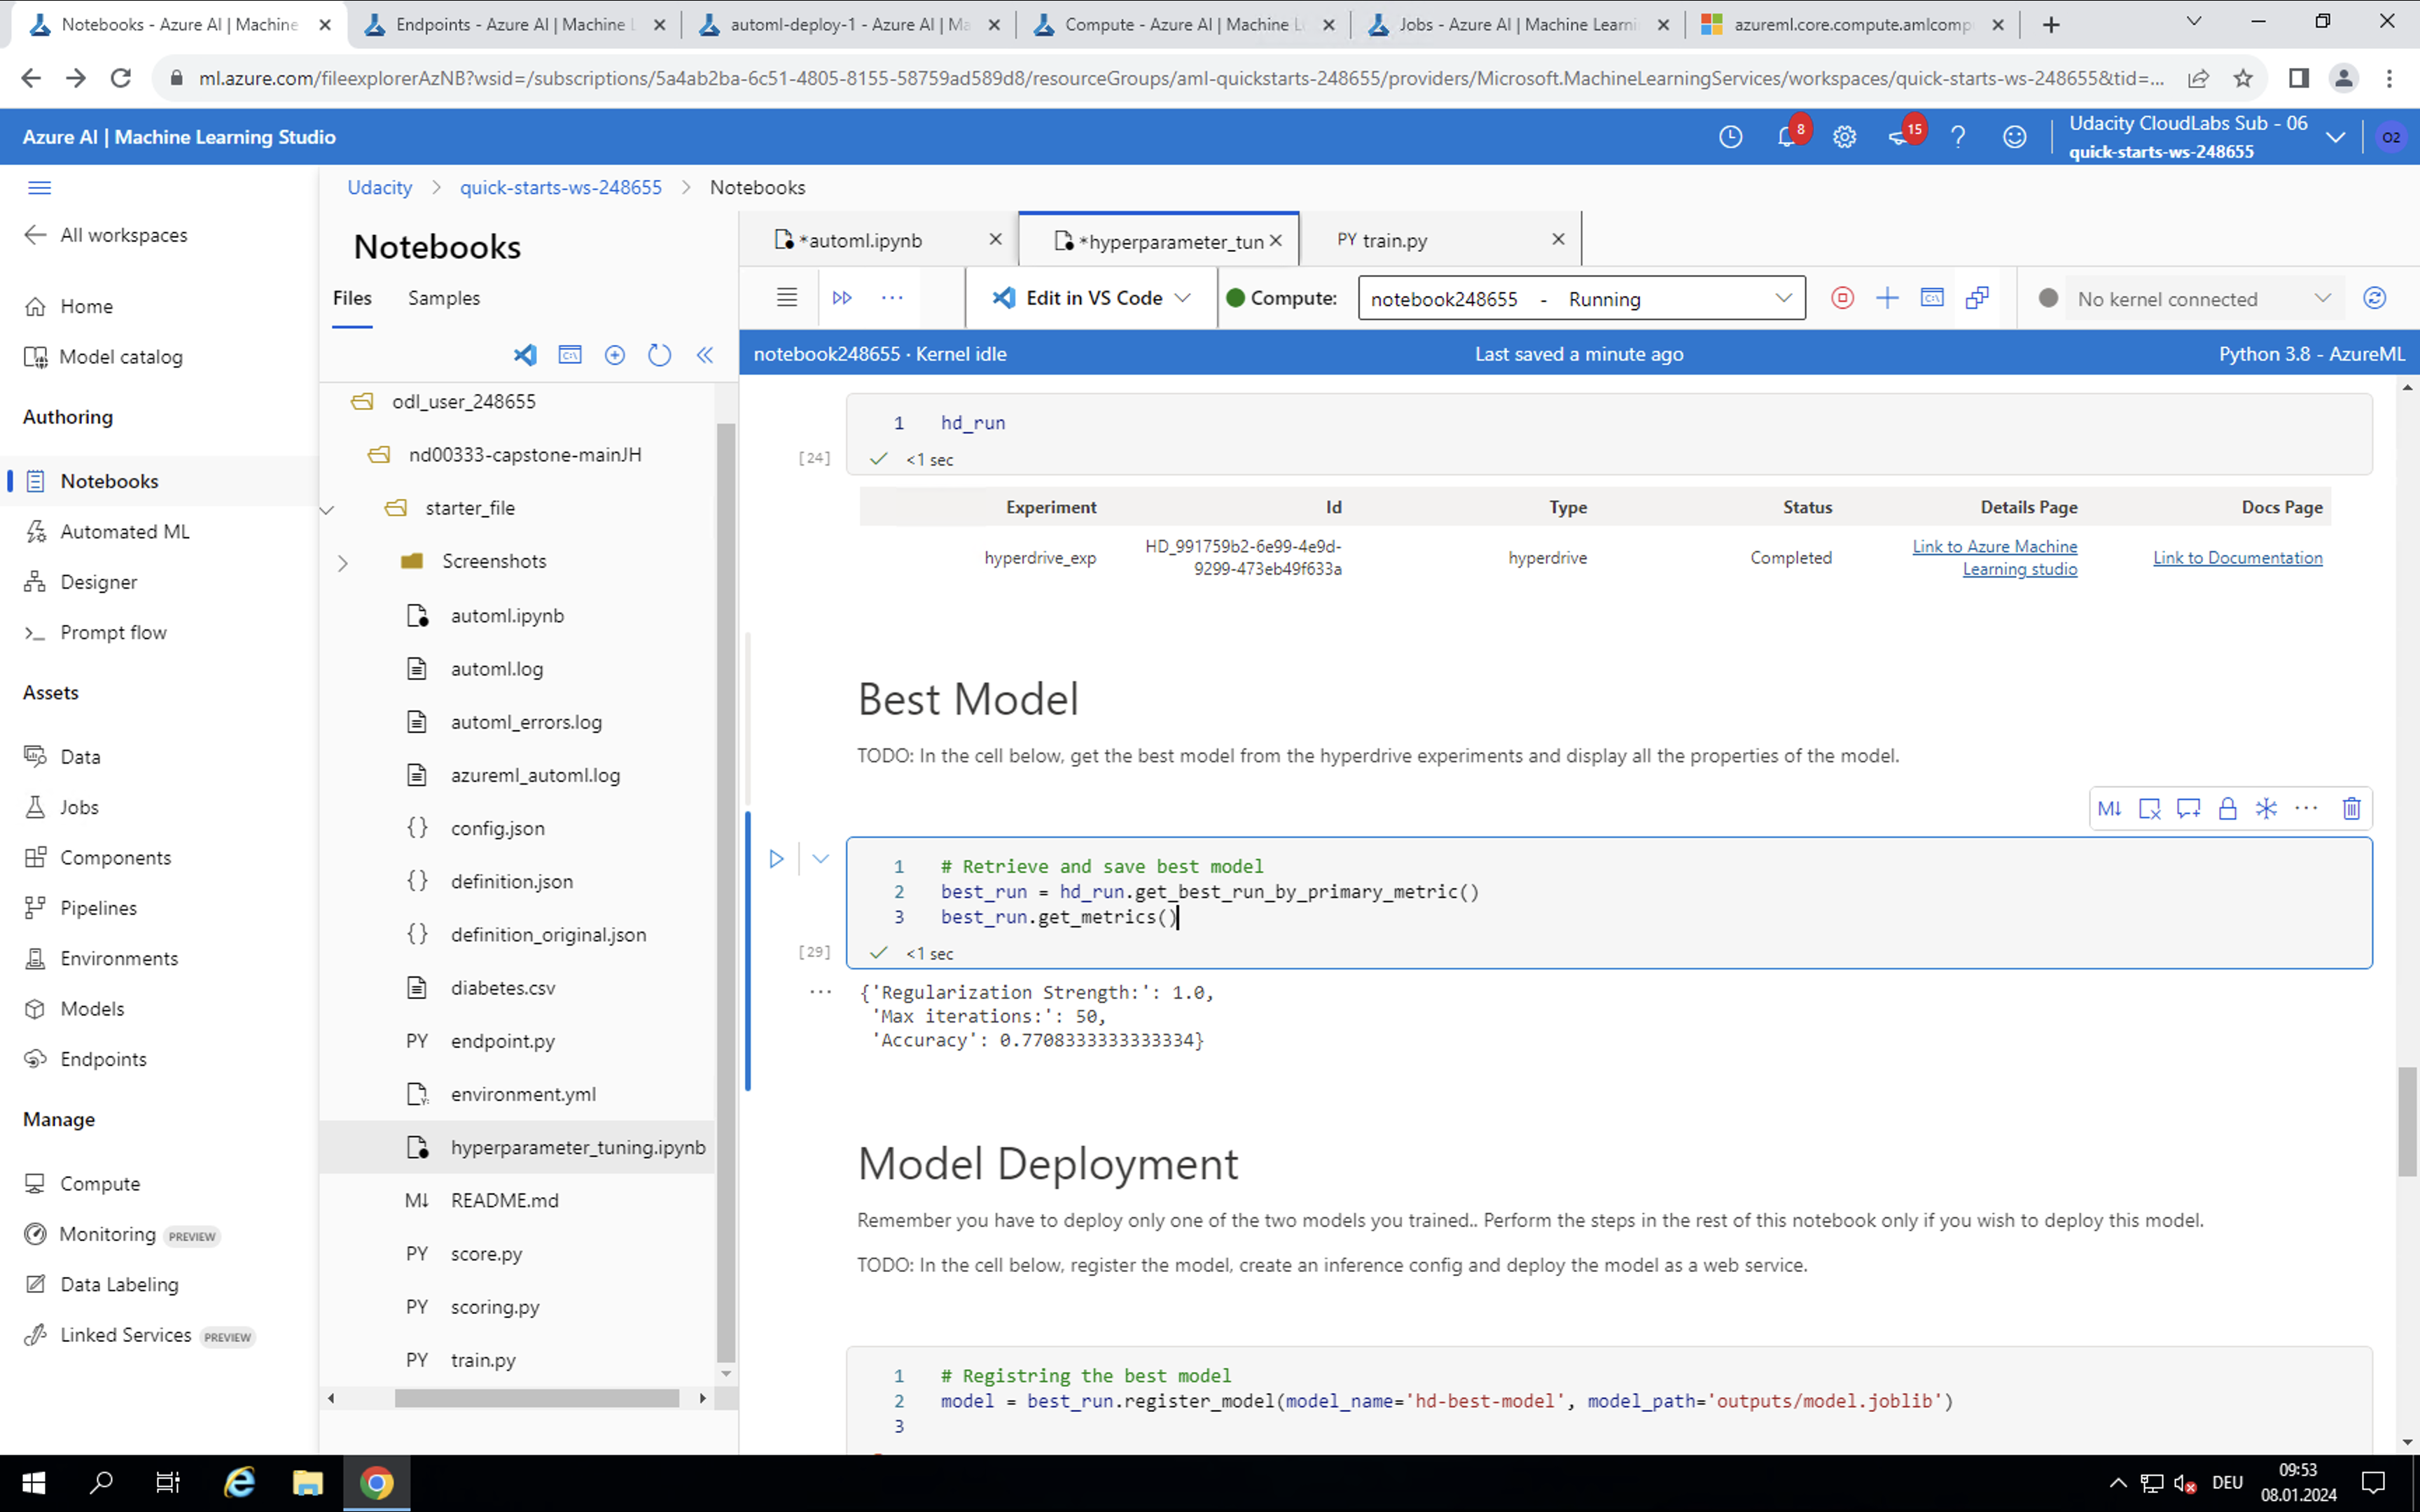 Notebooks - Azure AI | Machine
Endpoints - Azure AI | Machine L
automl-deploy-1 - Azure AI | Ma
Compute - Azure AI | Machine L
Jobs - Azure AI | Machine Learni
azureml.core.compute.amlcomp
ml.azure.com/fileexplorerAzNB?wsid=/subscriptions/5a4ab2ba-6c51-4805-8155-58759ad589d8/resourceGroups/aml-quickstarts-248655/providers/Microsoft.MachineLearningServices/workspaces/quick-starts-ws-248655&tid=...
Azure AI | Machine Learning Studio
8
15
Udacity CloudLabs Sub - 06
quick-starts-ws-248655
O2
All workspaces
Home
Model catalog
Authoring
Notebooks
Automated ML
Designer
Prompt flow
Assets
Data
Jobs
Components
Pipelines
Environments
Models
Endpoints
Manage
Compute
Monitoring PREVIEW
Data Labeling
Linked Services PREVIEW
Udacity > quick-starts-ws-248655 > Notebooks
Notebooks
Files Samples
odl_user_248655
nd00333-capstone-mainJH
starter_file
Screenshots
automl.ipynb
automl.log
automl_errors.log
azureml_automl.log
{} config.json
{} definition.json
{} definition_original.json
diabetes.csv
PY endpoint.py
environment.yml
hyperparameter_tuning.ipynb
M↓ README.md
PY score.py
PY scoring.py
PY train.py
*automl.ipynb
*hyperparameter_tun
PY train.py
Edit in VS Code
Compute: notebook248655 - Running
No kernel connected
notebook248655 · Kernel idle
Last saved a minute ago
Python 3.8 - AzureML
1 hd_run
[24] <1 sec
Experiment Id Type Status Details Page Docs Page
hyperdrive_exp HD_991759b2-6e99-4e9d-9299-473eb49f633a hyperdrive Completed Link to Azure Machine Learning studio Link to Documentation
Best Model
TODO: In the cell below, get the best model from the hyperdrive experiments and display all the properties of the model.
M↓
1 # Retrieve and save best model
2 best_run = hd_run.get_best_run_by_primary_metric()
3 best_run.get_metrics()
[29] <1 sec
{'Regularization Strength:': 1.0,
'Max iterations:': 50,
'Accuracy': 0.7708333333333334}
Model Deployment
Remember you have to deploy only one of the two models you trained.. Perform the steps in the rest of this notebook only if you wish to deploy this model.
TODO: In the cell below, register the model, create an inference config and deploy the model as a web service.
1 # Registring the best model
2 model = best_run.register_model(model_name='hd-best-model', model_path='outputs/model.joblib')
3
DEU
09:53
08.01.2024